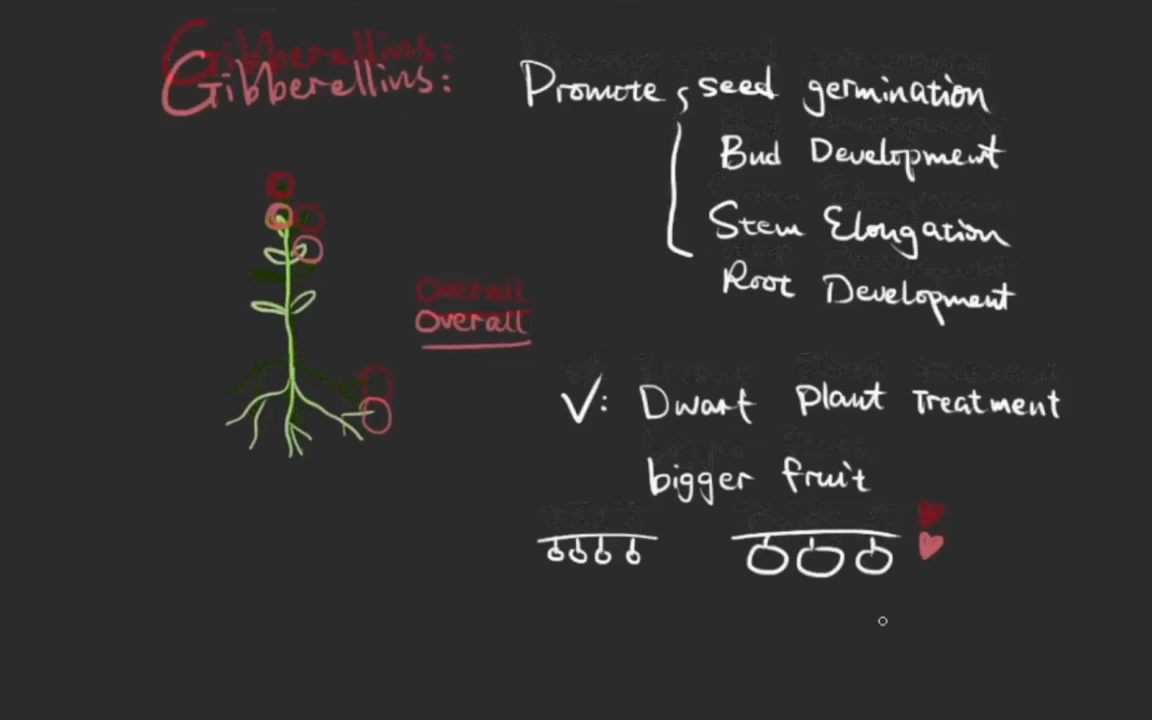 Gibberellins:
Promote seed germination
Bud Development
Stem Elongation
Root Development
Overall
✓: Dwarf Plant Treatment
bigger fruit